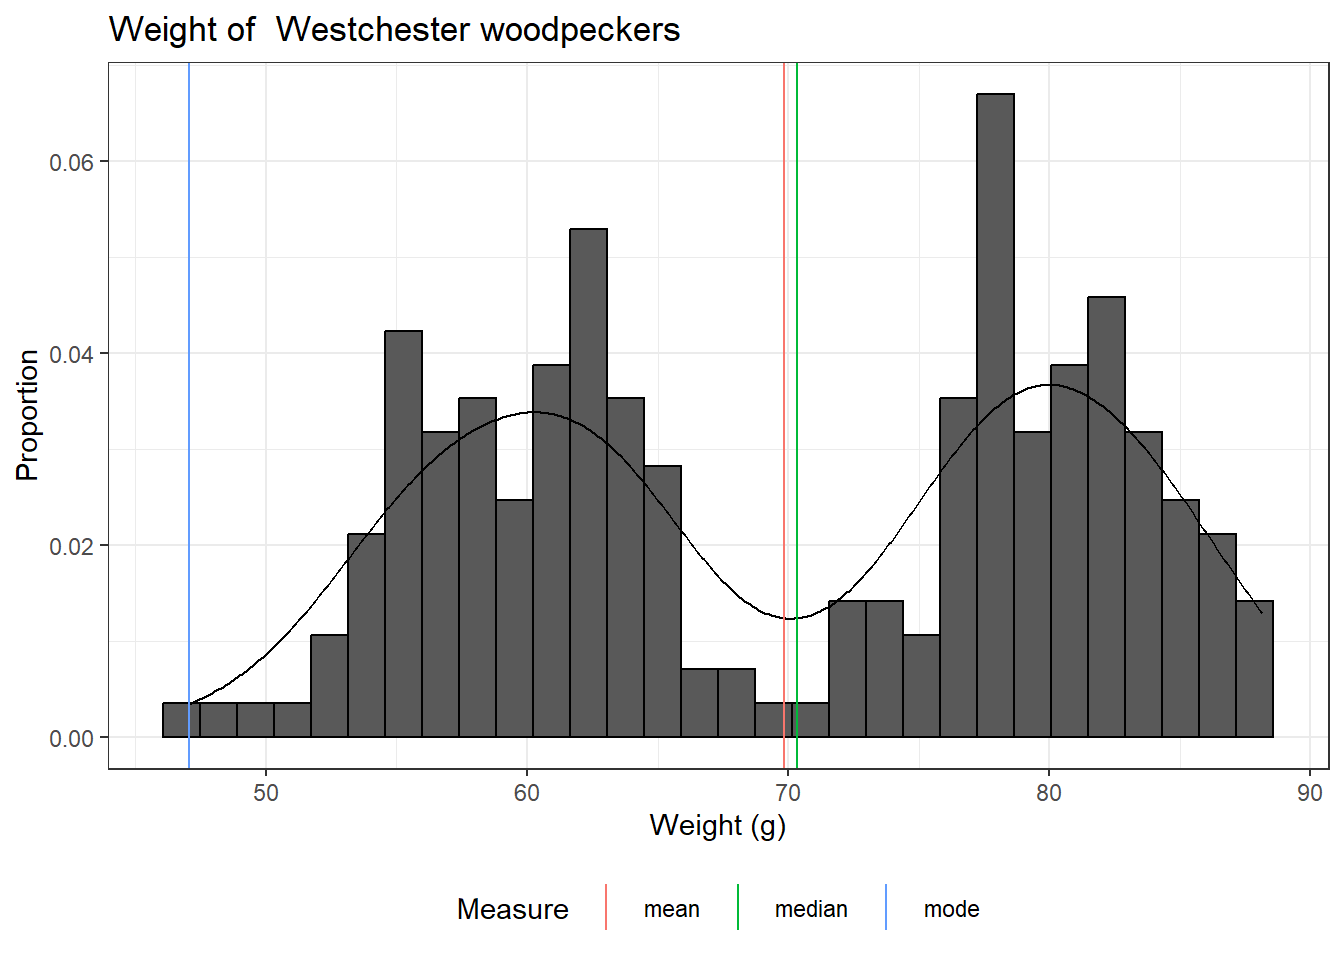 Weight of  Westchester woodpeckers
0.06
0.04
0.02
0.00
Proportion
50 60 70 80 90
Weight (g)
Measure mean median mode